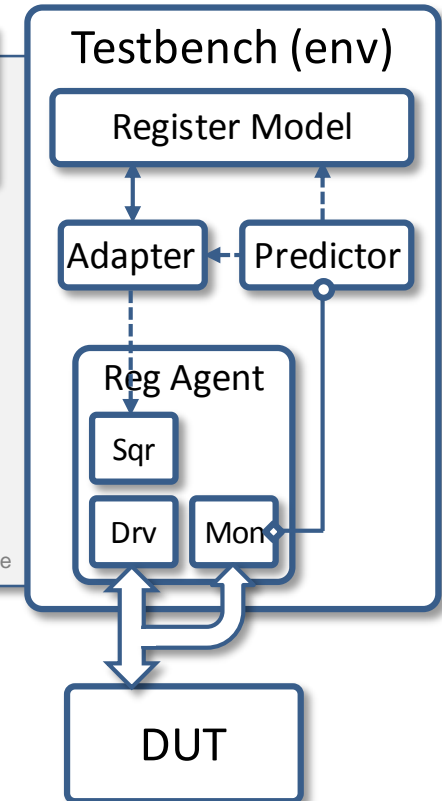 Testbench (env)
Register Model
Adapter
Predictor
Reg Agent
Sqr
Drv
Mon
e
DUT